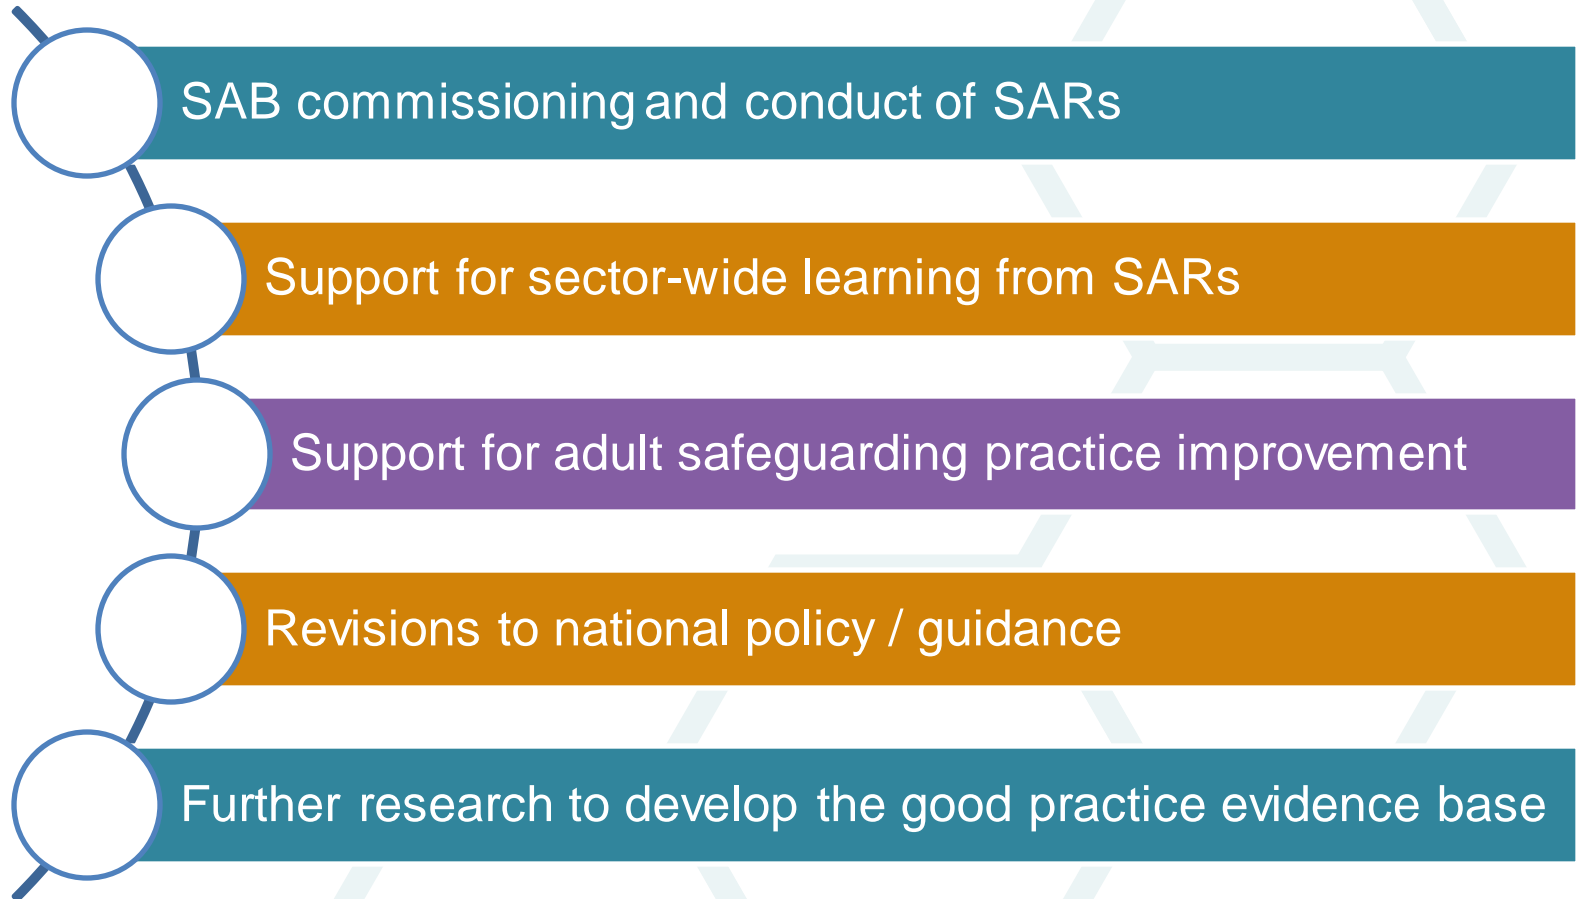 SAB commissioning and conduct of SARs
Support for sector-wide learning from SARs
Support for adult safeguarding practice improvement
Revisions to national policy / guidance
Further research to develop the good practice evidence base